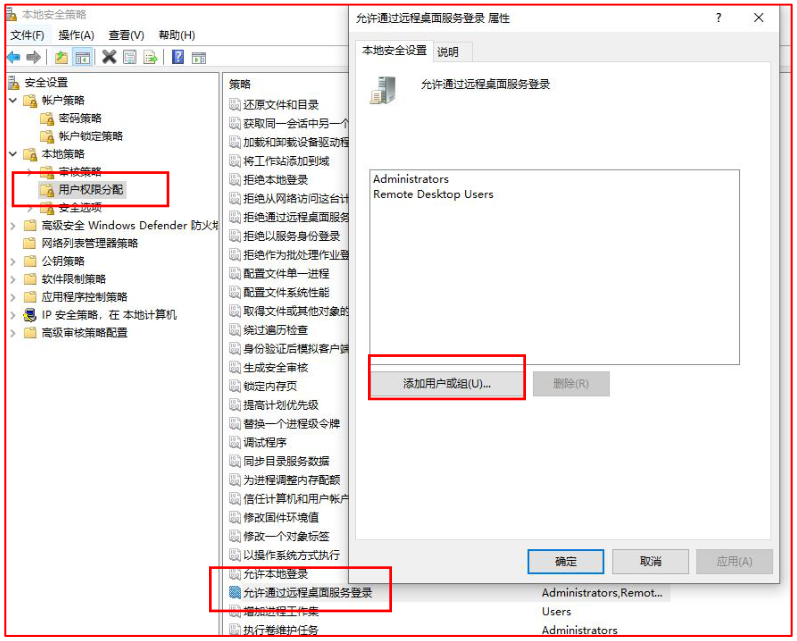 本地安全策略
文件(F) 操作(A) 查看(V) 帮助(H)
安全设置
帐户策略
密码策略
帐户锁定策略
本地策略
审核策略
用户权限分配
安全选项
高级安全 Windows Defender 防火墙
网络列表管理器策略
公钥策略
软件限制策略
应用程序控制策略
IP 安全策略，在 本地计算机
高级审核策略配置
策略
还原文件和目录
获取同一会话中另一个
加载和卸载设备驱动程
将工作站添加到域
拒绝本地登录
拒绝从网络访问这台计
拒绝通过远程桌面服务
拒绝以服务身份登录
拒绝作为批处理作业登
配置文件单一进程
配置文件系统性能
取得文件或其他对象的
绕过遍历检查
身份验证后模拟客户端
生成安全审核
锁定内存页
提高计划优先级
替换一个进程级令牌
调试程序
同步目录服务数据
为进程调整内存配额
信任计算机和用户帐户
修改固件环境值
修改一个对象标签
以操作系统方式执行
允许本地登录
允许通过远程桌面服务登录 Administrators,Remot...
增加进程工作集 Users
执行卷维护任务 Administrators
允许通过远程桌面服务登录 属性
? ×
本地安全设置 说明
允许通过远程桌面服务登录
Administrators
Remote Desktop Users
添加用户或组(U)... 删除(R)
确定 取消 应用(A)